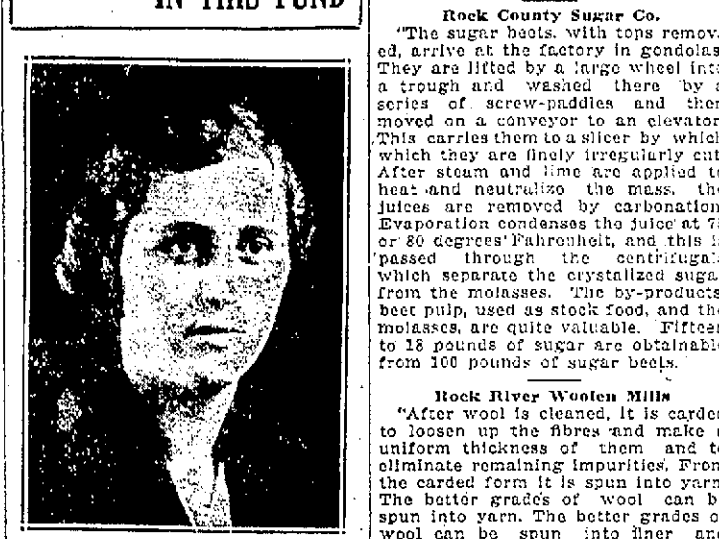 IN THIS FUND
Rock County Sugar Co.
"The sugar beets, with tops remov-
ed, arrive at the factory in gondolas.
They are lifted by a large wheel into
a trough and washed there by a
series of screw-paddles and then
moved on a conveyor to an elevator.
This carries them to a slicer by which
which they are finely irregularly cut.
After steam and lime are applied to
heat and neutralize the mass, the
juices are removed by carbonation.
Evaporation condenses the juice at 7
or 80 degrees Fahrenheit, and this i
passed through the centrifugal
which separate the crystalized sugar
from the molasses. The by-products,
beet pulp, used as stock food, and the
molasses, are quite valuable. Fifteen
to 18 pounds of sugar are obtainable
from 100 pounds of sugar beets.
Rock River Woolen Mills
"After wool is cleaned, it is carded
to loosen up the fibres and make
uniform thickness of them and to
eliminate remaining impurities. From
the carded form it is spun into yarn.
The better grades of wool can be
spun into yarn. The better grades of
wool can be spun into finer and